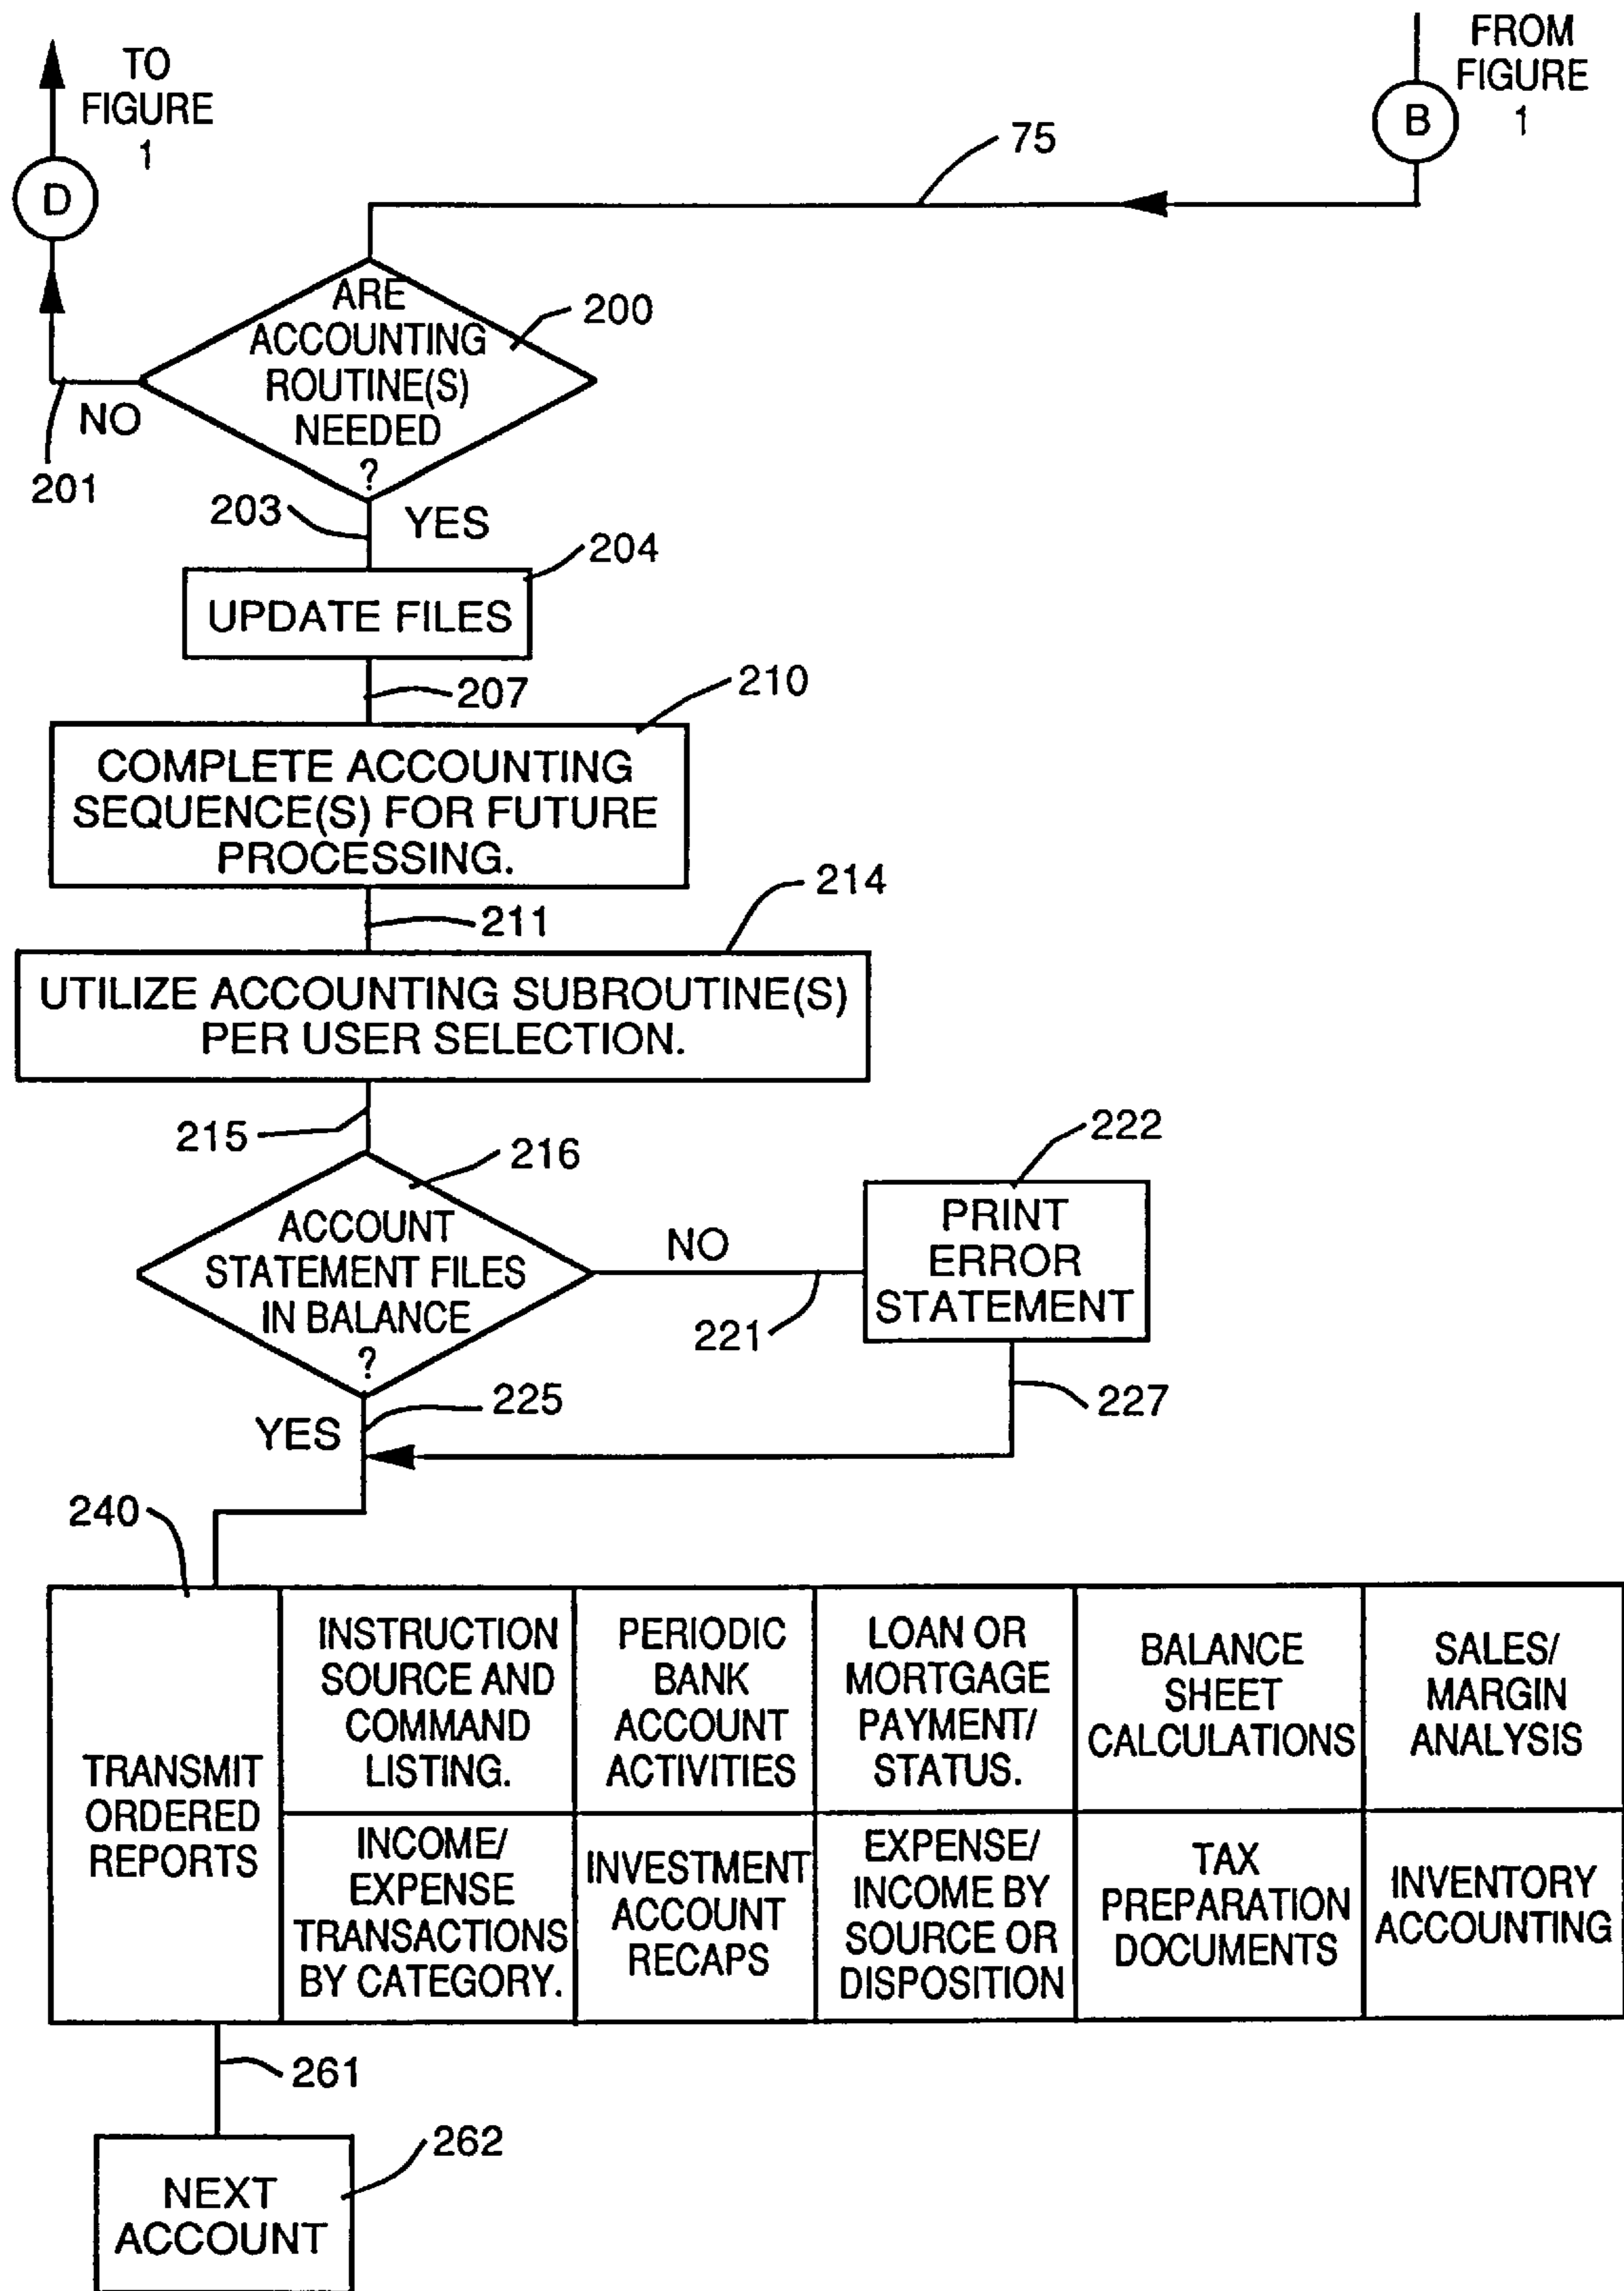 TO
FIGURE
1
D
FROM
FIGURE
1
B
75
ARE
ACCOUNTING
ROUTINE(S)
NEEDED
?
200
NO
201
203
YES
204
UPDATE FILES
207
210
COMPLETE ACCOUNTING
SEQUENCE(S) FOR FUTURE
PROCESSING.
211
214
UTILIZE ACCOUNTING SUBROUTINE(S)
PER USER SELECTION.
215
216
ACCOUNT
STATEMENT FILES
IN BALANCE
?
NO
221
222
PRINT
ERROR
STATEMENT
227
YES
225
240
TRANSMIT
ORDERED
REPORTS
INSTRUCTION
SOURCE AND
COMMAND
LISTING.
PERIODIC
BANK
ACCOUNT
ACTIVITIES
LOAN OR
MORTGAGE
PAYMENT/
STATUS.
BALANCE
SHEET
CALCULATIONS
SALES/
MARGIN
ANALYSIS
INCOME/
EXPENSE
TRANSACTIONS
BY CATEGORY.
INVESTMENT
ACCOUNT
RECAPS
EXPENSE/
INCOME BY
SOURCE OR
DISPOSITION
TAX
PREPARATION
DOCUMENTS
INVENTORY
ACCOUNTING
261
262
NEXT
ACCOUNT